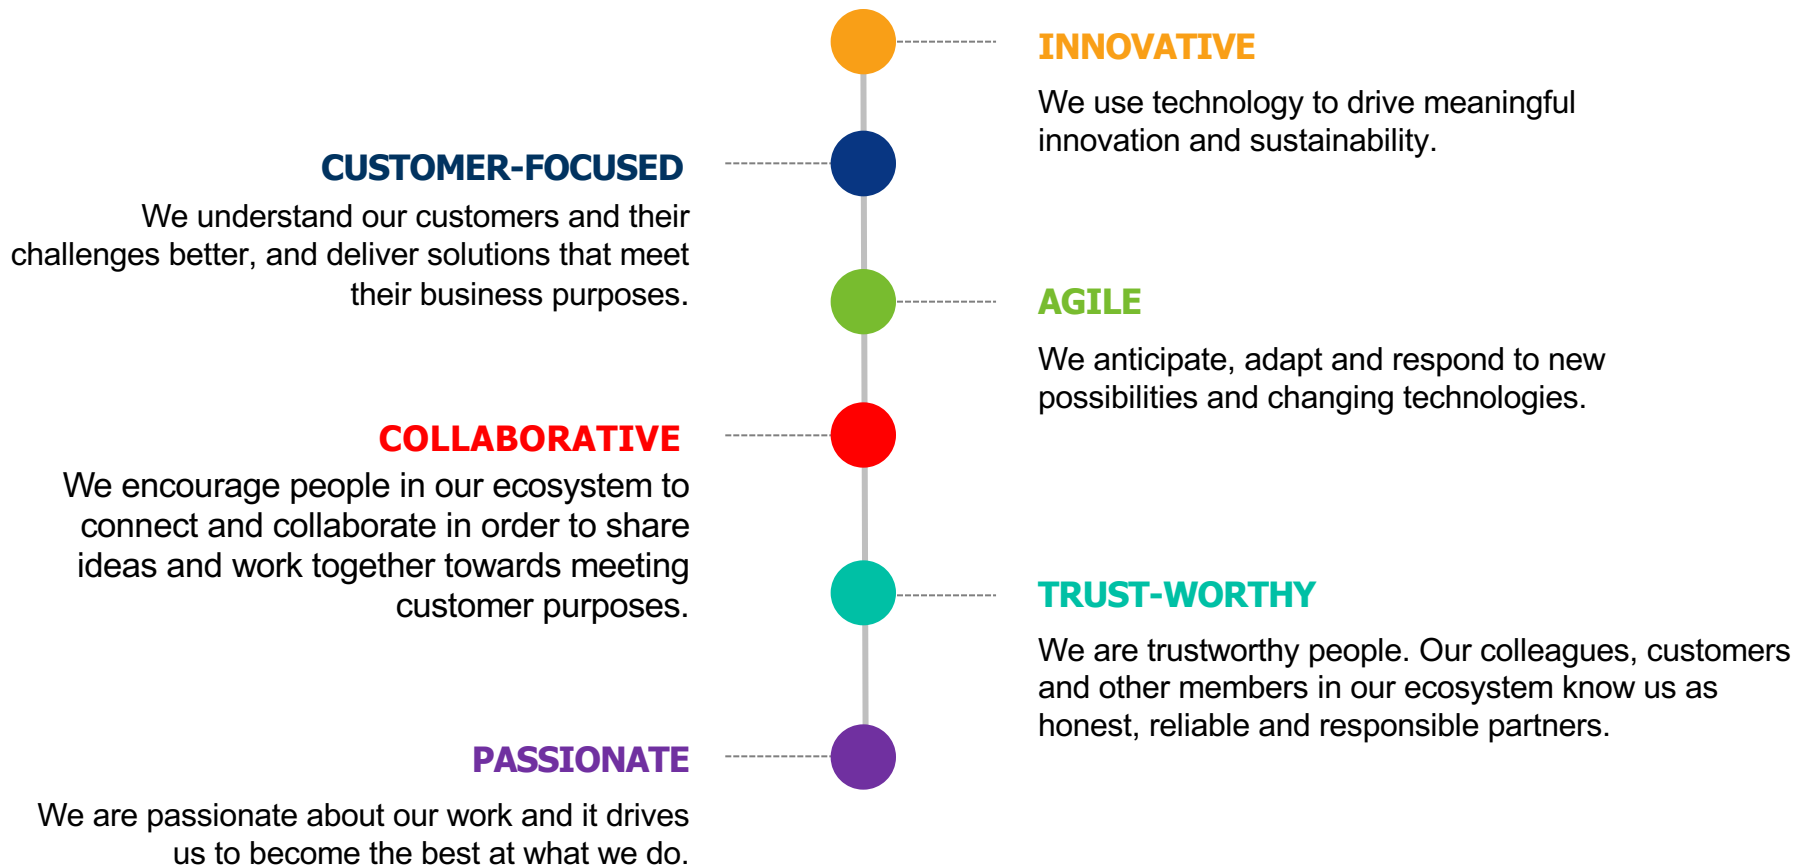 INNOVATIVE
We use technology to drive meaningful
innovation and sustainability.
CUSTOMER-FOCUSED
We understand our customers and their
challenges better, and deliver solutions that meet
their business purposes.
AGILE
We anticipate, adapt and respond to new
possibilities and changing technologies.
COLLABORATIVE
We encourage people in our ecosystem to
connect and collaborate in order to share
ideas and work together towards meeting
customer purposes.
TRUST-WORTHY
We are trustworthy people. Our colleagues, customers
and other members in our ecosystem know us as
honest, reliable and responsible partners.
PASSIONATE
We are passionate about our work and it drives
us to become the best at what we do.